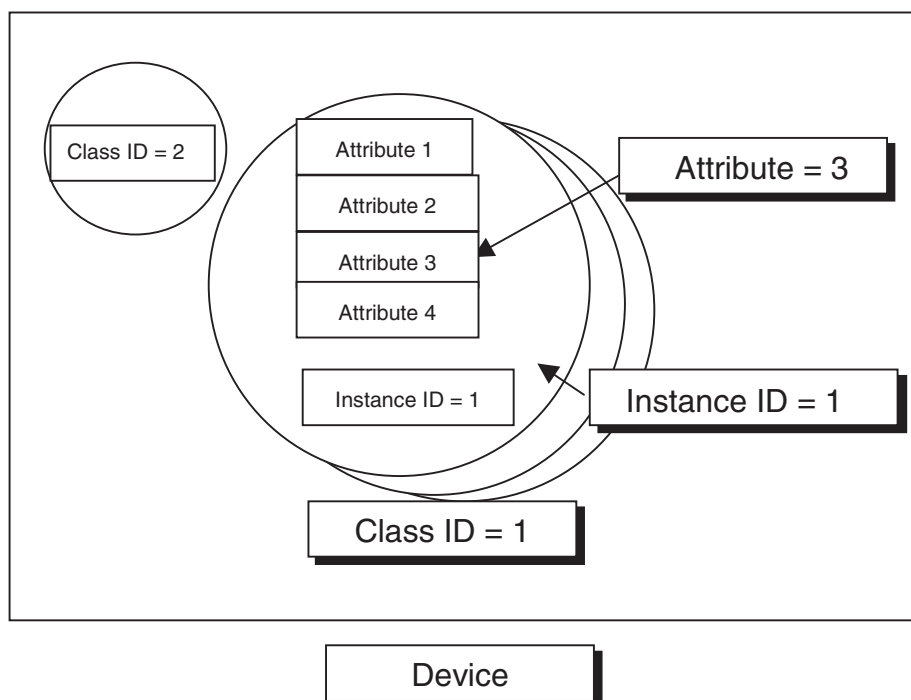 Class ID = 2
Attribute 1
Attribute = 3
Attribute 2
Attribute 3
Attribute 4
Instance ID = 1
Instance ID = 1
Class ID = 1
Device